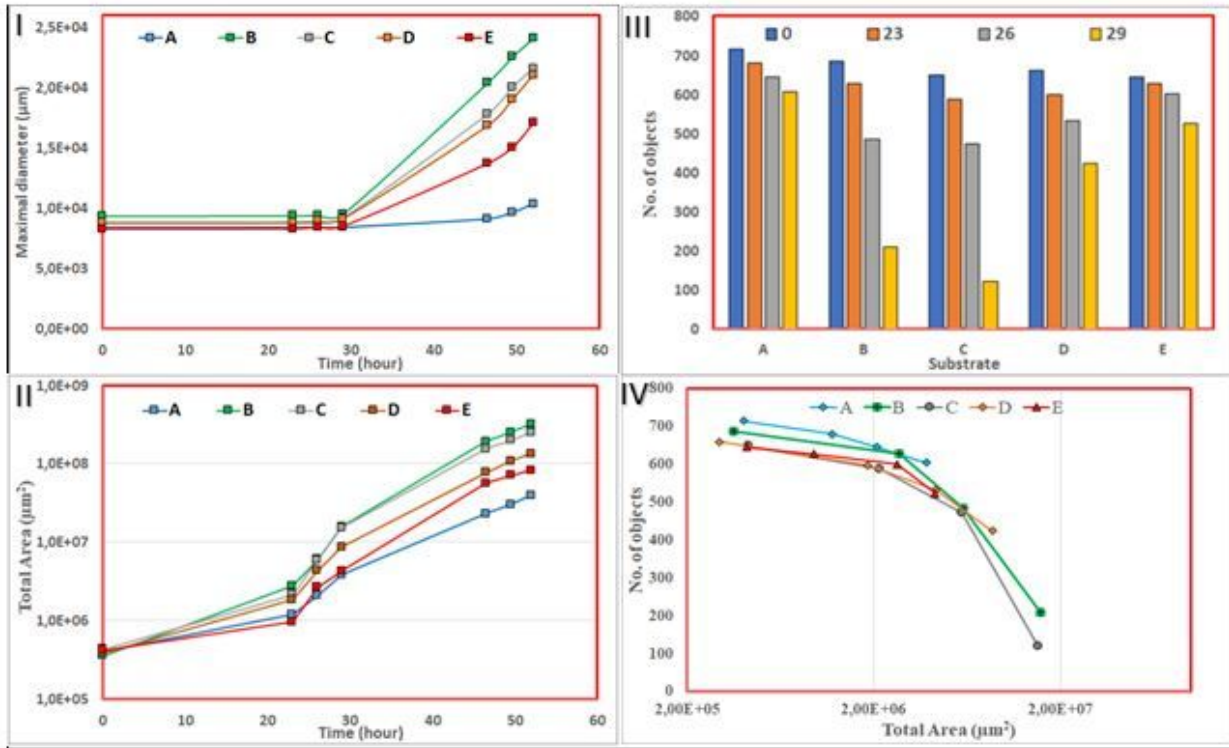 I
A B C D E
Maximal diameter (µm)
2,5E+04
2,0E+04
1,5E+04
1,0E+04
5,0E+03
0,0E+00
0 10 20 30 40 50 60
Time (hour)
III
0 23 26 29
No. of objects
800
700
600
500
400
300
200
100
0
A B C D E
Substrate
II
A B C D E
Total Area (µm²)
1,0E+09
1,0E+08
1,0E+07
1,0E+06
1,0E+05
0 10 20 30 40 50 60
Time (hour)
IV
A B C D E
No. of objects
800
700
600
500
400
300
200
100
0
2,00E+05 2,00E+06 2,00E+07
Total Area (µm²)